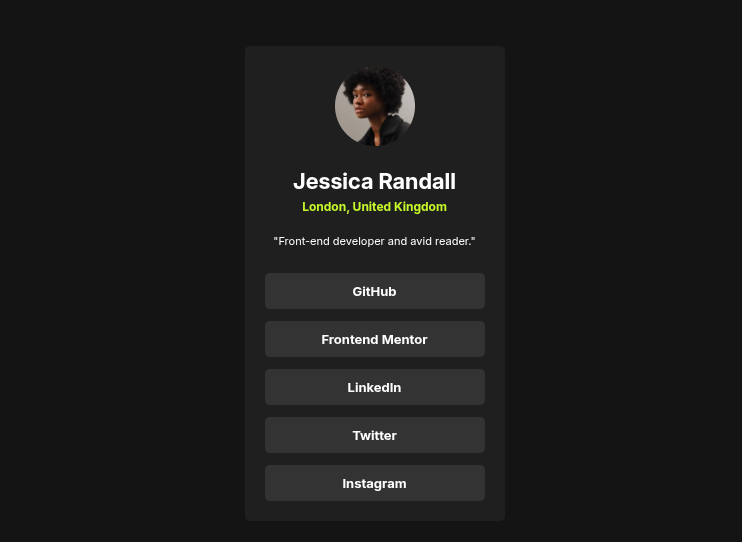 Jessica Randall
London, United Kingdom
"Front-end developer and avid reader."
GitHub
Frontend Mentor
LinkedIn
Twitter
Instagram